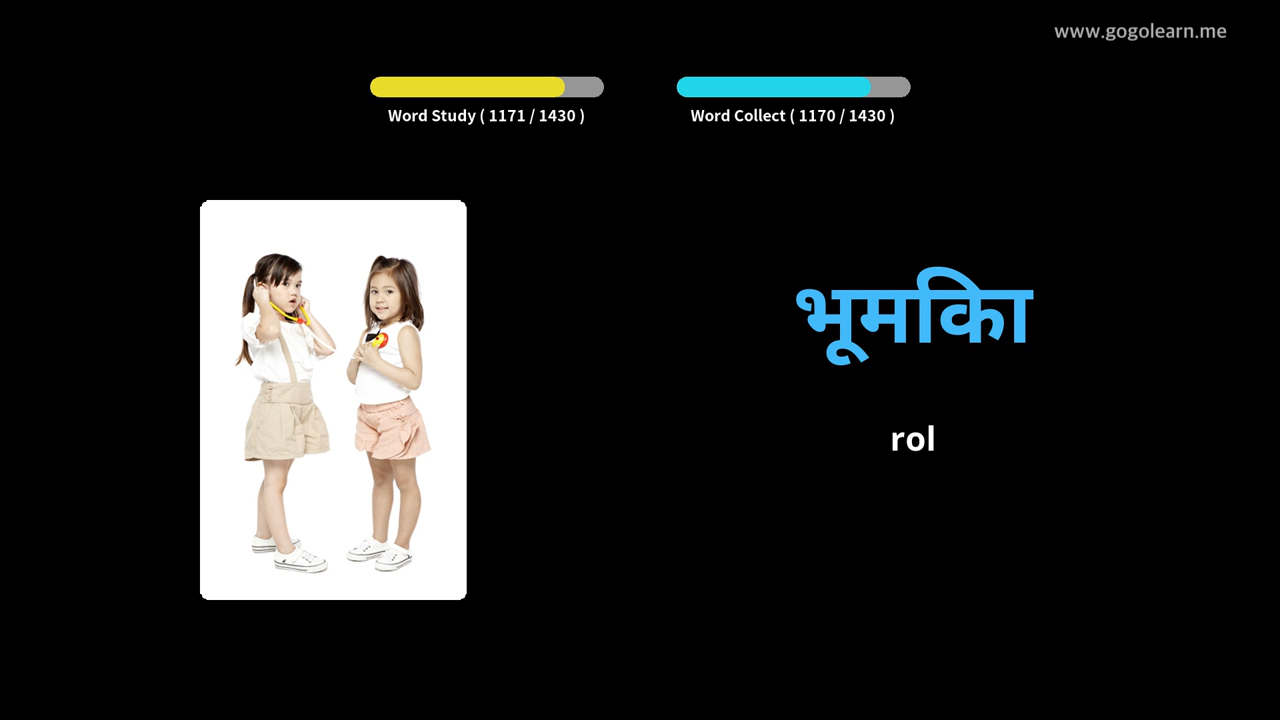 www.gogolearn.me
Word Study ( 1171 / 1430 )
Word Collect ( 1170 / 1430 )
भूमिका
rol